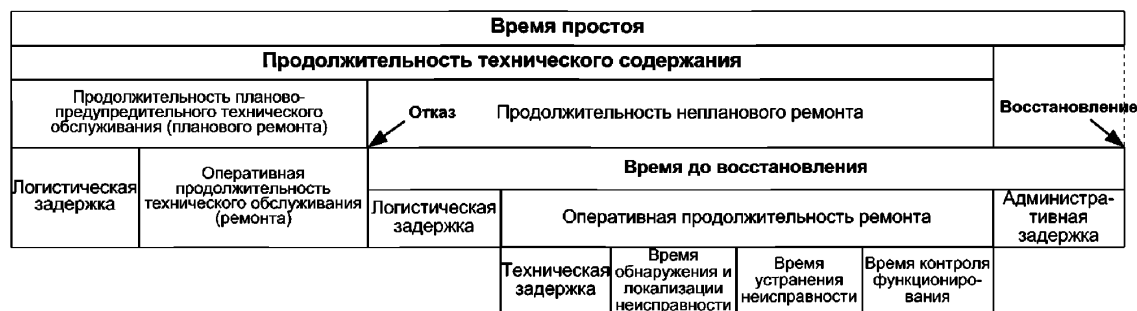 Время простоя
Продолжительность технического содержания
Продолжительность планово-
предупредительного технического
обслуживания (планового ремонта)
Отказ
Продолжительность непланового ремонта
Восстановление
Логистическая
задержка
Оперативная
продолжительность
технического обслуживания
(ремонта)
Время до восстановления
Логистическая
задержка
Оперативная продолжительность ремонта
Администра-
тивная
задержка
Техническая
задержка
Время
обнаружения и
локализации
неисправности
Время
устранения
неисправности
Время контроля
функциониро-
вания